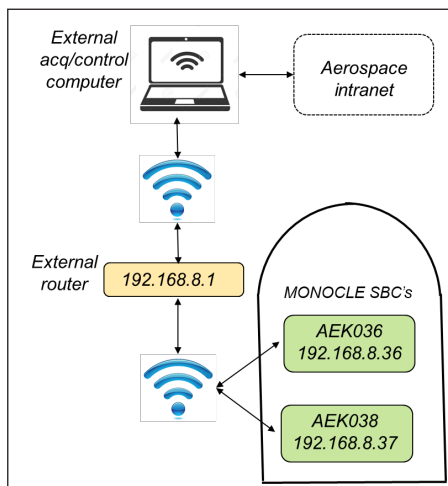 External
acq/control
computer
Aerospace
intranet
External
router
192.168.8.1
MONOCLE SBC's
AEK036
192.168.8.36
AEK038
192.168.8.37